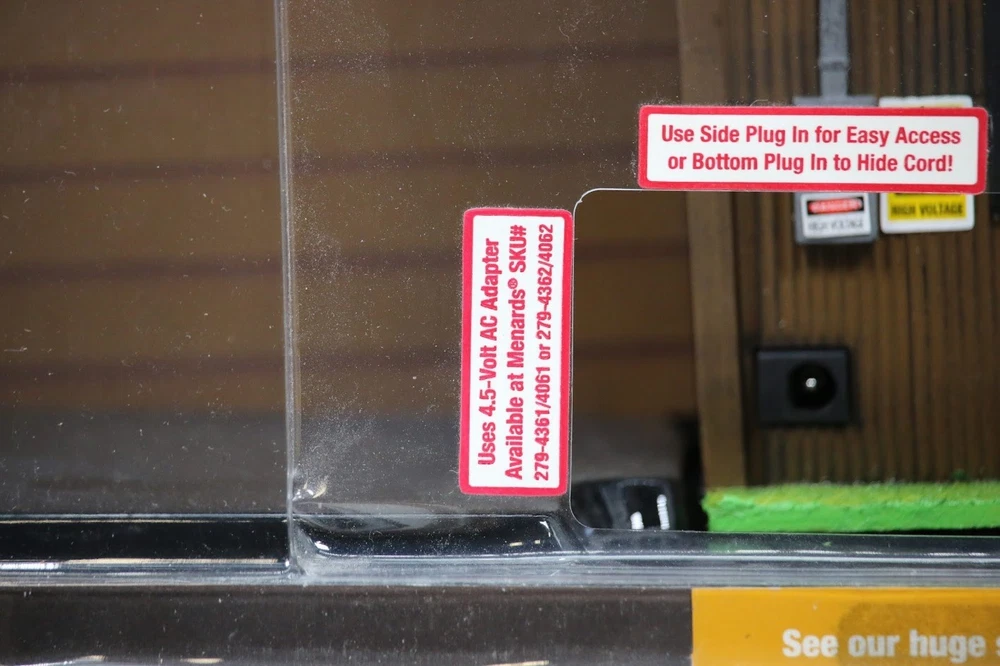 Use Side Plug In for Easy Access
or Bottom Plug In to Hide Cord!
DANGER
HIGH VOLTAGE
HIGH VOLTAGE
Uses 4.5-Volt AC Adapter
Available at Menards® SKU#
279-4361/4061 or 279-4362/4062
See our huge